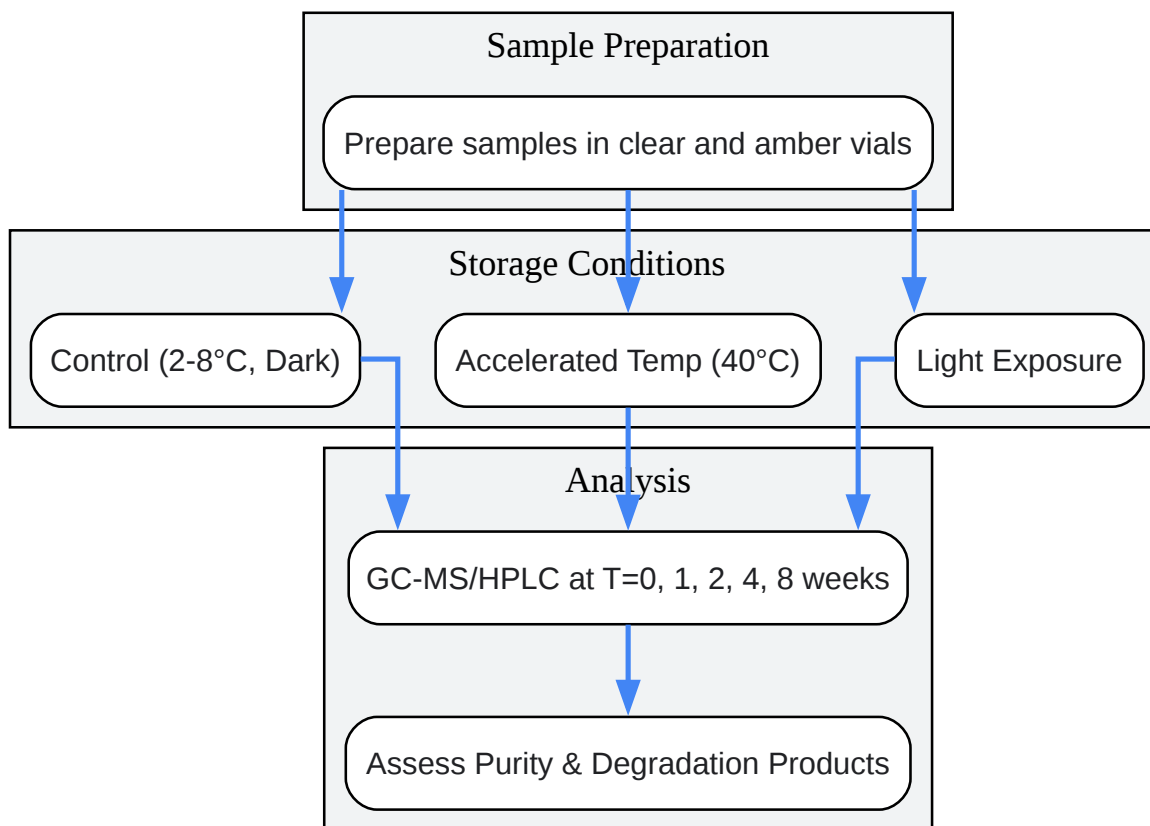 Sample Preparation
Prepare samples in clear and amber vials
Storage Conditions
Control (2-8°C, Dark)
Accelerated Temp (40°C)
Light Exposure
Analysis
GC-MS/HPLC at T=0, 1, 2, 4, 8 weeks
Assess Purity & Degradation Products